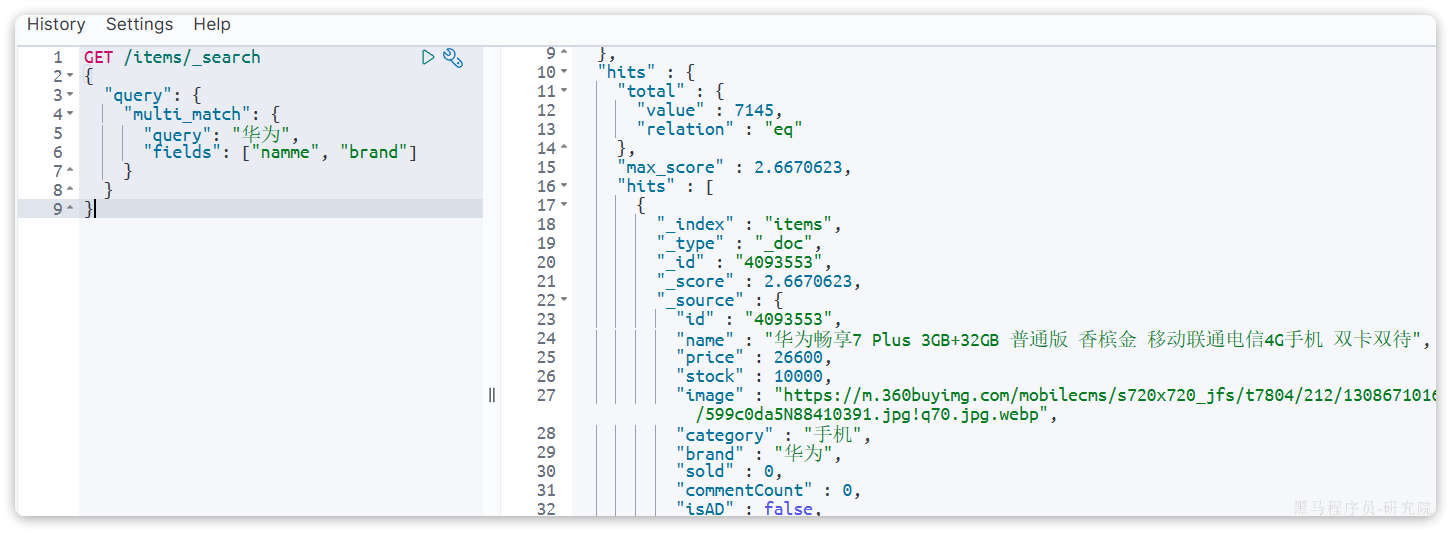 History Settings Help
1 GET /items/_search
2 {
3 "query": {
4 "multi_match": {
5 "query": "华为",
6 "fields": ["namme", "brand"]
7 }
8 }
9 }
9 },
10 "hits" : {
11 "total" : {
12 "value" : 7145,
13 "relation" : "eq"
14 },
15 "max_score" : 2.6670623,
16 "hits" : [
17 {
18 "_index" : "items",
19 "_type" : "_doc",
20 "_id" : "4093553",
21 "_score" : 2.6670623,
22 "_source" : {
23 "id" : "4093553",
24 "name" : "华为畅享7 Plus 3GB+32GB 普通版 香槟金 移动联通电信4G手机 双卡双待",
25 "price" : 26600,
26 "stock" : 10000,
27 "image" : "https://m.360buyimg.com/mobilecms/s720x720_jfs/t7804/212/1308671016
/599c0da5N88410391.jpg!q70.jpg.webp",
28 "category" : "手机",
29 "brand" : "华为",
30 "sold" : 0,
31 "commentCount" : 0,
32 "isAD" : false,
黑马程序员-研究院